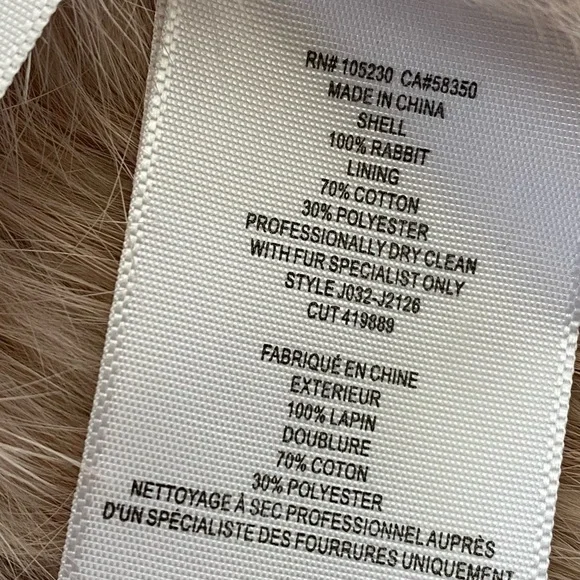 RN# 105230 CA#58350
MADE IN CHINA
SHELL
100% RABBIT
LINING
70% COTTON
30% POLYESTER
PROFESSIONALLY DRY CLEAN
WITH FUR SPECIALIST ONLY
STYLE J032-J2126
CUT 419889
FABRIQUÉ EN CHINE
EXTERIEUR
100% LAPIN
DOUBLURE
70% COTON
30% POLYESTER
NETTOYAGE À SEC PROFESSIONNEL AUPRÈS
D'UN SPÉCIALISTE DES FOURRURES UNIQUEMENT